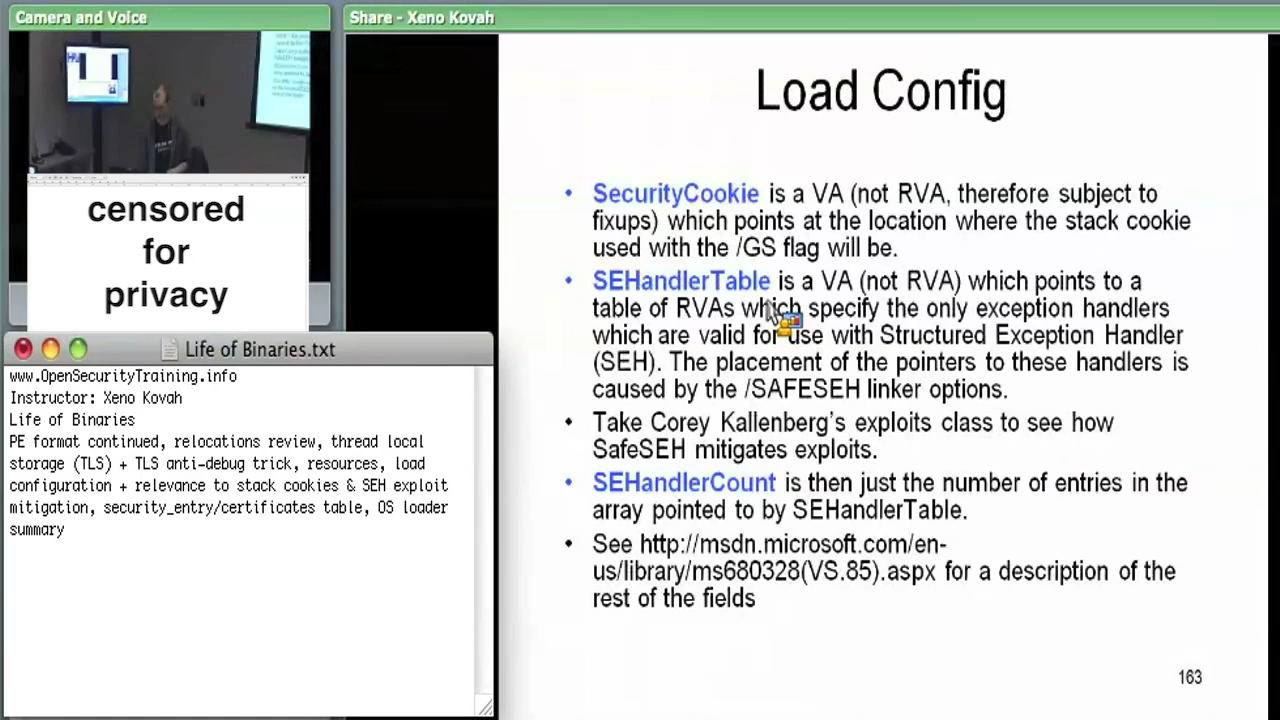 Camera and Voice
Share - Xeno Kovah
censored
for
privacy
Life of Binaries.txt
www.OpenSecurityTraining.info
Instructor: Xeno Kovah
Life of Binaries
PE format continued, relocations review, thread local
storage (TLS) + TLS anti-debug trick, resources, load
configuration + relevance to stack cookies & SEH exploit
mitigation, security_entry/certificates table, OS loader
summary
Load Config
• SecurityCookie is a VA (not RVA, therefore subject to
fixups) which points at the location where the stack cookie
used with the /GS flag will be.
• SEHandlerTable is a VA (not RVA) which points to a
table of RVAs which specify the only exception handlers
which are valid for use with Structured Exception Handler
(SEH). The placement of the pointers to these handlers is
caused by the /SAFESEH linker options.
• Take Corey Kallenberg's exploits class to see how
SafeSEH mitigates exploits.
• SEHandlerCount is then just the number of entries in the
array pointed to by SEHandlerTable.
• See http://msdn.microsoft.com/en-
us/library/ms680328(VS.85).aspx for a description of the
rest of the fields
163